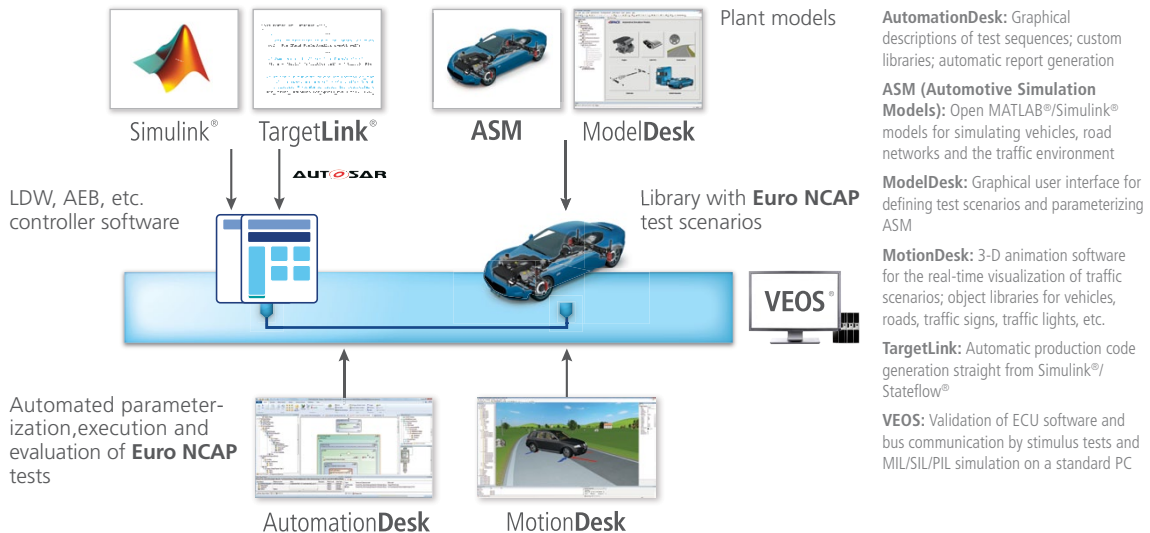 Plant models
Simulink®
TargetLink®
ASM
ModelDesk
AUTOSAR
LDW, AEB, etc.
controller software
Library with Euro NCAP
test scenarios
VEOS®
Automated parameter-
ization,execution and
evaluation of Euro NCAP
tests
AutomationDesk
MotionDesk
AutomationDesk: Graphical
descriptions of test sequences; custom
libraries; automatic report generation
ASM (Automotive Simulation
Models): Open MATLAB®/Simulink®
models for simulating vehicles, road
networks and the traffic environment
ModelDesk: Graphical user interface for
defining test scenarios and parameterizing
ASM
MotionDesk: 3-D animation software
for the real-time visualization of traffic
scenarios; object libraries for vehicles,
roads, traffic signs, traffic lights, etc.
TargetLink: Automatic production code
generation straight from Simulink®/
Stateflow®
VEOS: Validation of ECU software and
bus communication by stimulus tests and
MIL/SIL/PIL simulation on a standard PC